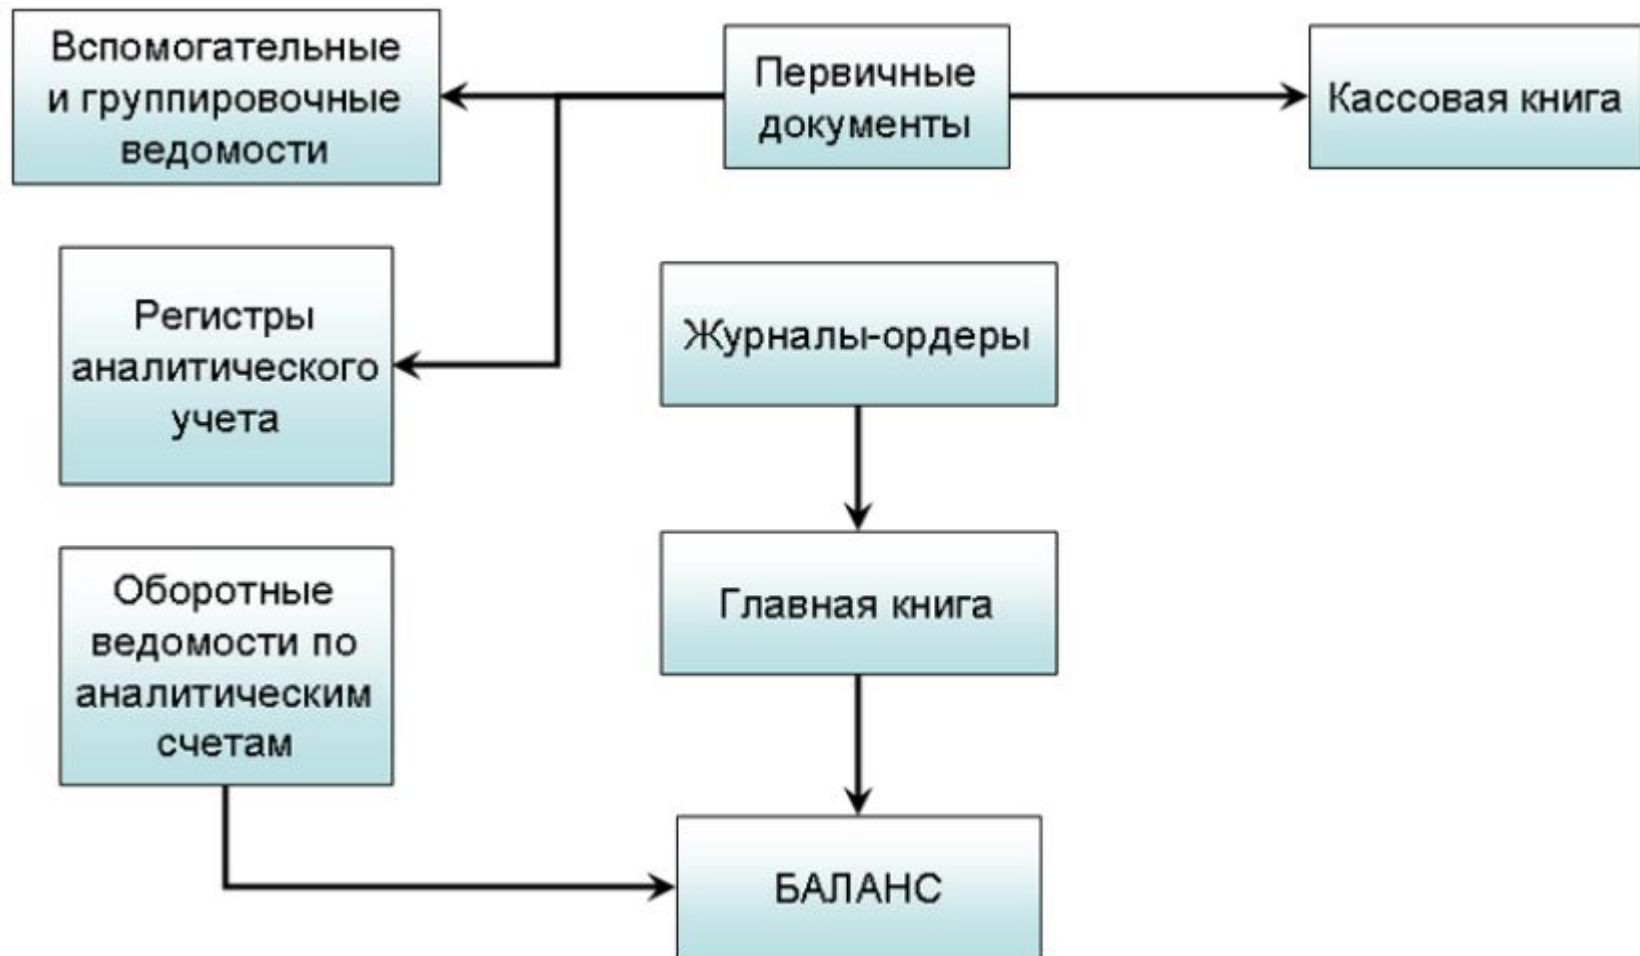 Вспомогательные
и группировочные
ведомости
Первичные
документы
Кассовая книга
Регистры
аналитического
учета
Журналы-ордеры
Оборотные
ведомости по
аналитическим
счетам
Главная книга
БАЛАНС